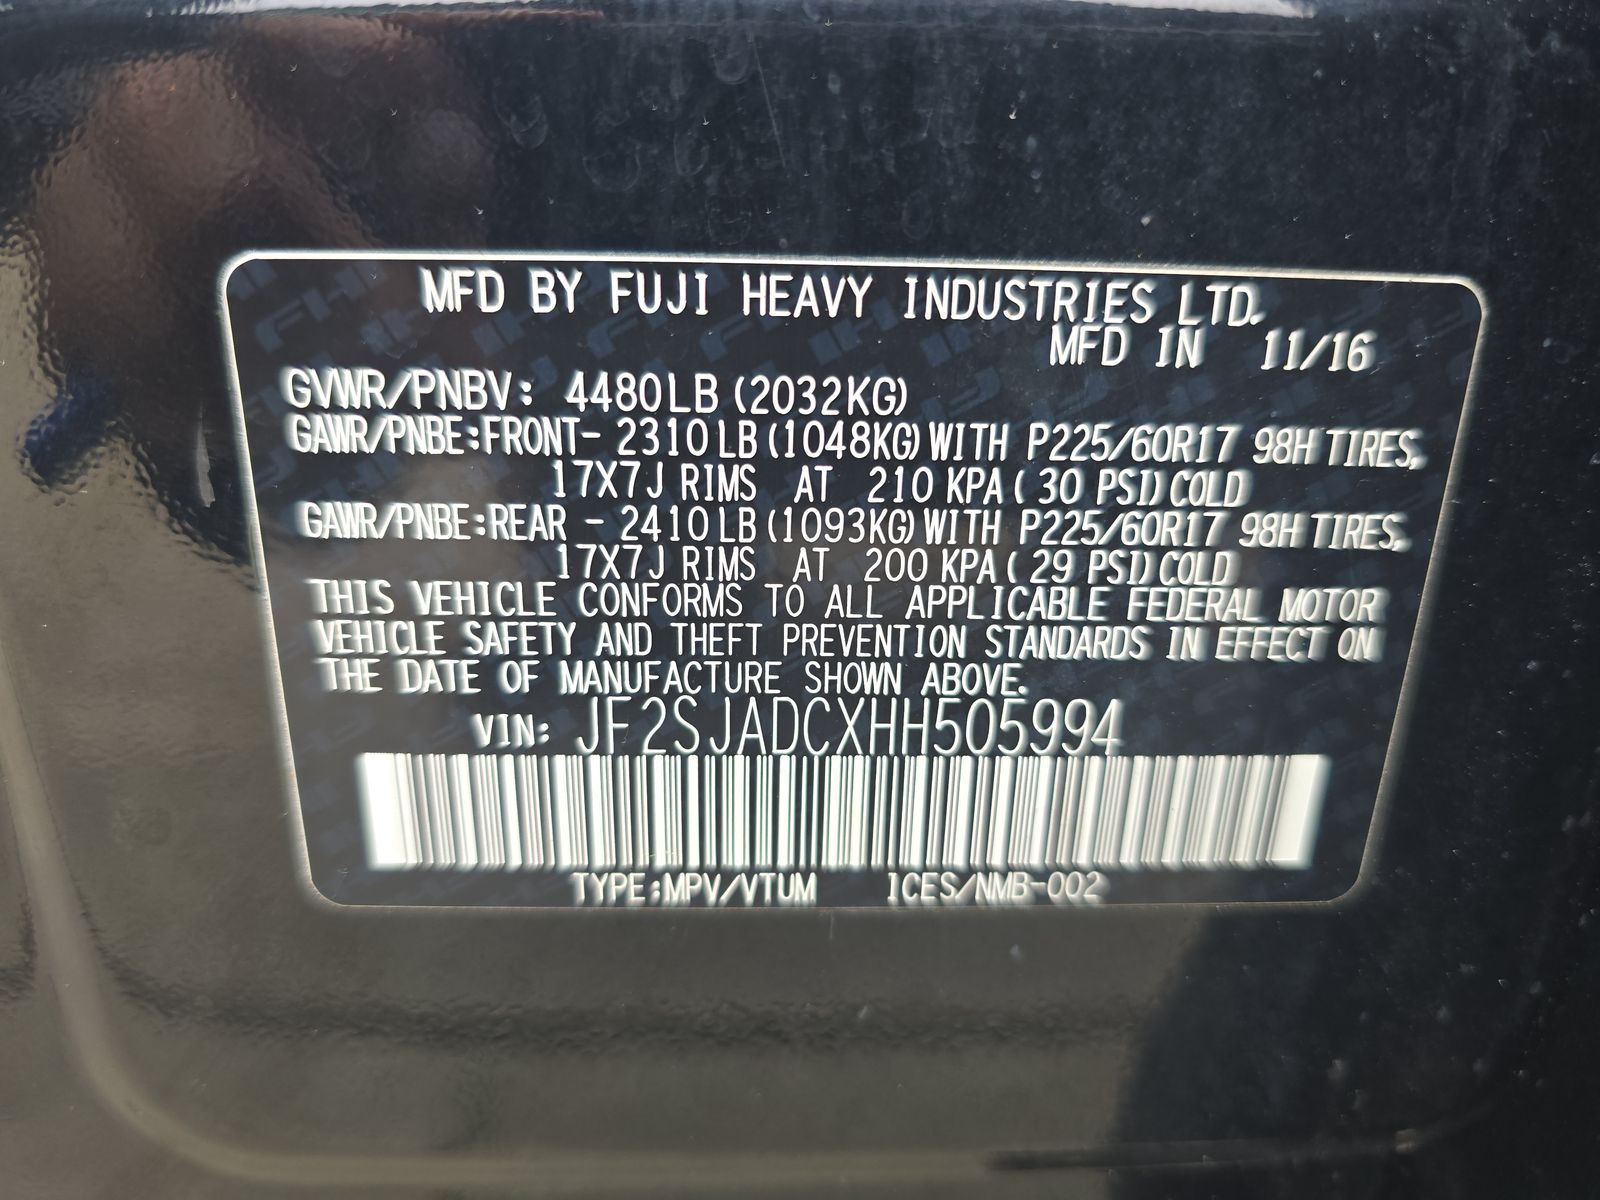 MFD BY FUJI HEAVY INDUSTRIES LTD.
MFD IN 11/16
GVWR/PNBV: 4480LB (2032KG)
GAWR/PNBE:FRONT- 2310LB (1048KG) WITH P225/60R17 98H TIRES,
17X7J RIMS AT 210 KPA ( 30 PSI) COLD
GAWR/PNBE:REAR - 2410LB (1093KG) WITH P225/60R17 98H TIRES,
17X7J RIMS AT 200 KPA ( 29 PSI) COLD
THIS VEHICLE CONFORMS TO ALL APPLICABLE FEDERAL MOTOR
VEHICLE SAFETY AND THEFT PREVENTION STANDARDS IN EFFECT ON
THE DATE OF MANUFACTURE SHOWN ABOVE.
VIN: JF2SJADCXHH505994
TYPE:MPV/VTUM ICES/NMB-002